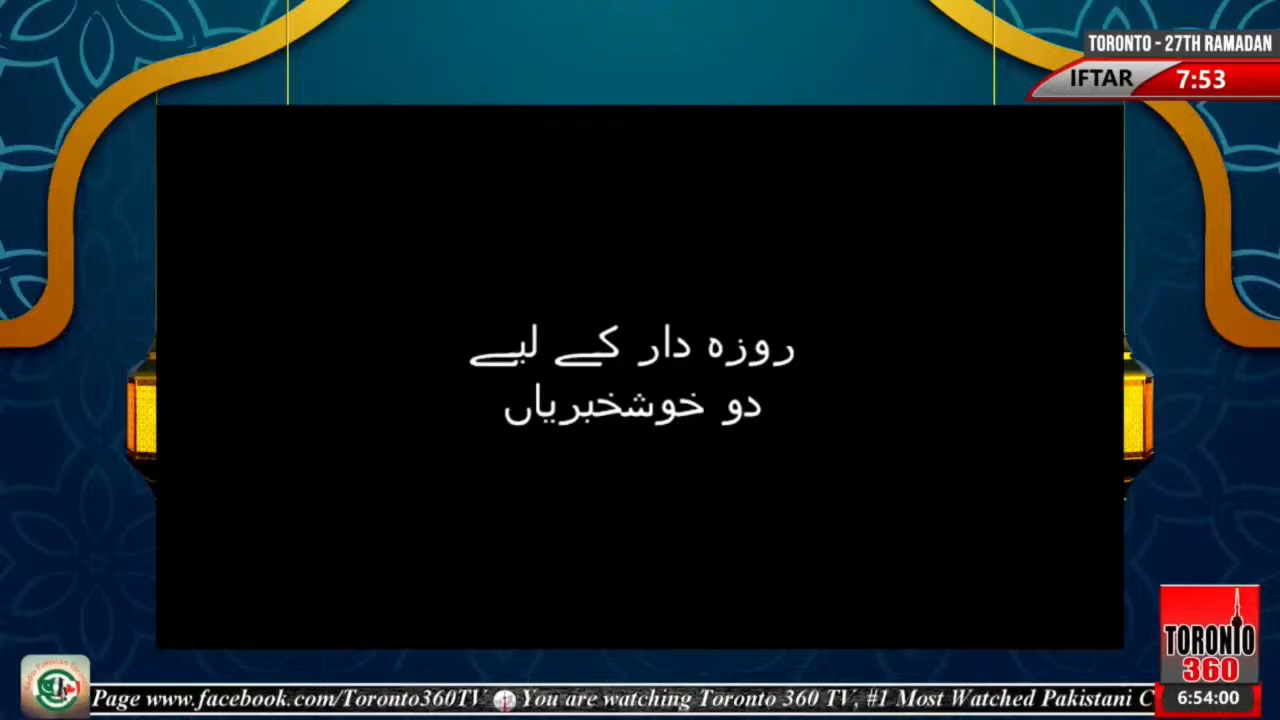 TORONTO - 27TH RAMADAN
IFTAR 7:53
روزہ دار کے لیے
دو خوشخبریاں
TORONTO
360
6:54:00
Page www.facebook.com/Toronto360TV You are watching Toronto 360 TV, #1 Most Watched Pakistani C